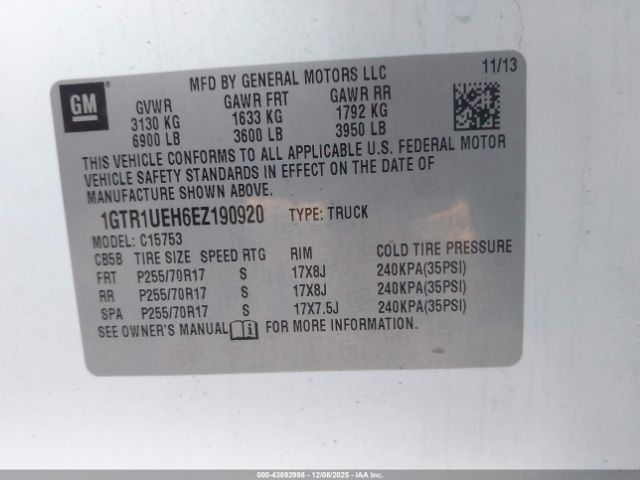 MFD BY GENERAL MOTORS LLC 11/13
GM
GVWR GAWR FRT GAWR RR
3130 KG 1633 KG 1792 KG
6900 LB 3600 LB 3950 LB
THIS VEHICLE CONFORMS TO ALL APPLICABLE U.S. FEDERAL MOTOR
VEHICLE SAFETY STANDARDS IN EFFECT ON THE DATE OF
MANUFACTURE SHOWN ABOVE.
1GTR1UEH6EZ190920 TYPE: TRUCK
MODEL: C15753
CB5B TIRE SIZE SPEED RTG RIM COLD TIRE PRESSURE
FRT P255/70R17 S 17X8J 240KPA(35PSI)
RR P255/70R17 S 17X8J 240KPA(35PSI)
SPA P255/70R17 S 17X7.5J 240KPA(35PSI)
SEE OWNER'S MANUAL FOR MORE INFORMATION.
000-43892998 12/08/2025 - IAAI.COM